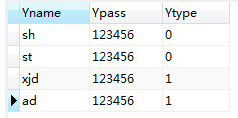 Yname Ypass Ytype
sh 123456 0
st 123456 0
xjd 123456 1
ad 123456 1